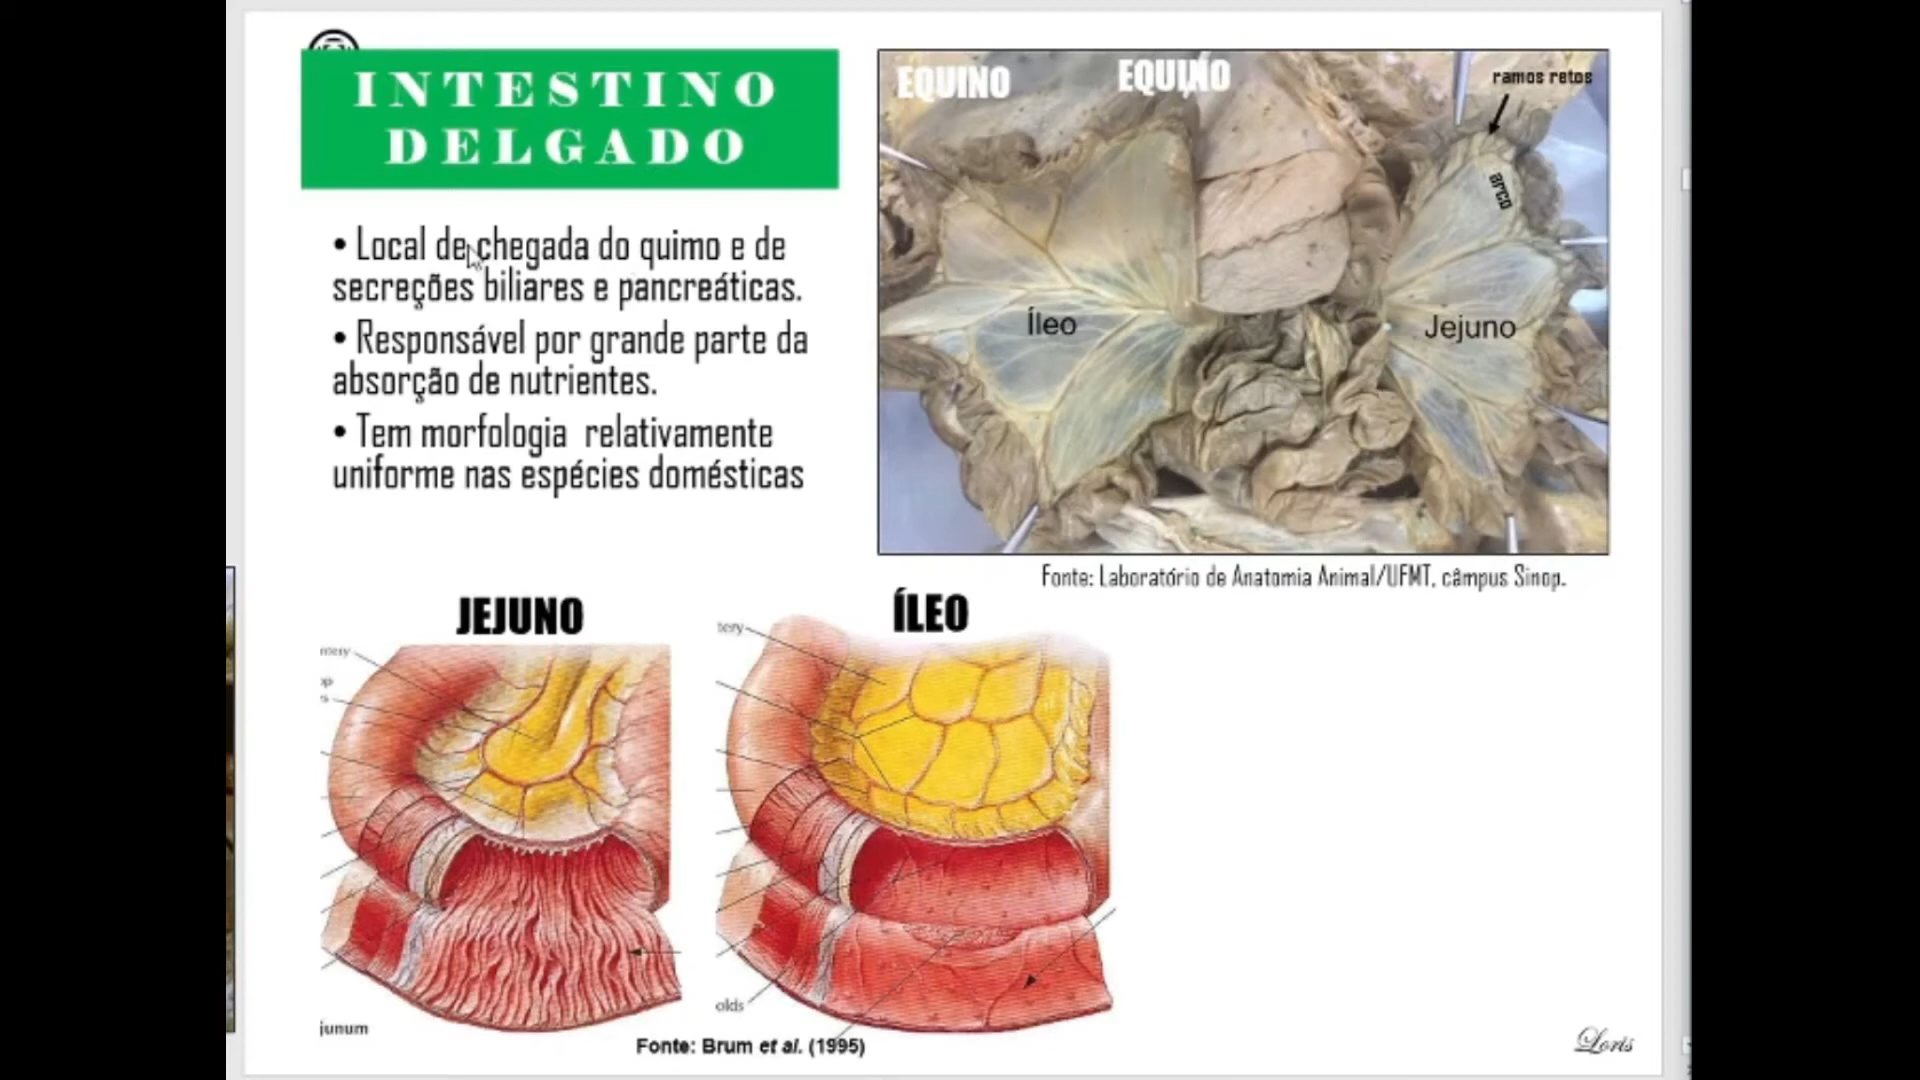 INTESTINO
DELGADO
• Local de chegada do quimo e de
secreções biliares e pancreáticas.
• Responsável por grande parte da
absorção de nutrientes.
• Tem morfologia relativamente
uniforme nas espécies domésticas
EQUINO
EQUINO
ramos retos
arco
Íleo
Jejuno
Fonte: Laboratório de Anatomia Animal/UFMT, câmpus Sinop.
JEJUNO
ÍLEO
ntery
tery
olds
junum
Fonte: Brum et al. (1995)
Loris